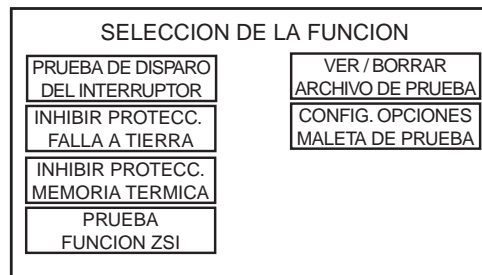 SELECCION DE LA FUNCION
PRUEBA DE DISPARO
DEL INTERRUPTOR
INHIBIR PROTECC.
FALLA A TIERRA
INHIBIR PROTECC.
MEMORIA TERMICA
PRUEBA
FUNCION ZSI
VER / BORRAR
ARCHIVO DE PRUEBA
CONFIG. OPCIONES
MALETA DE PRUEBA